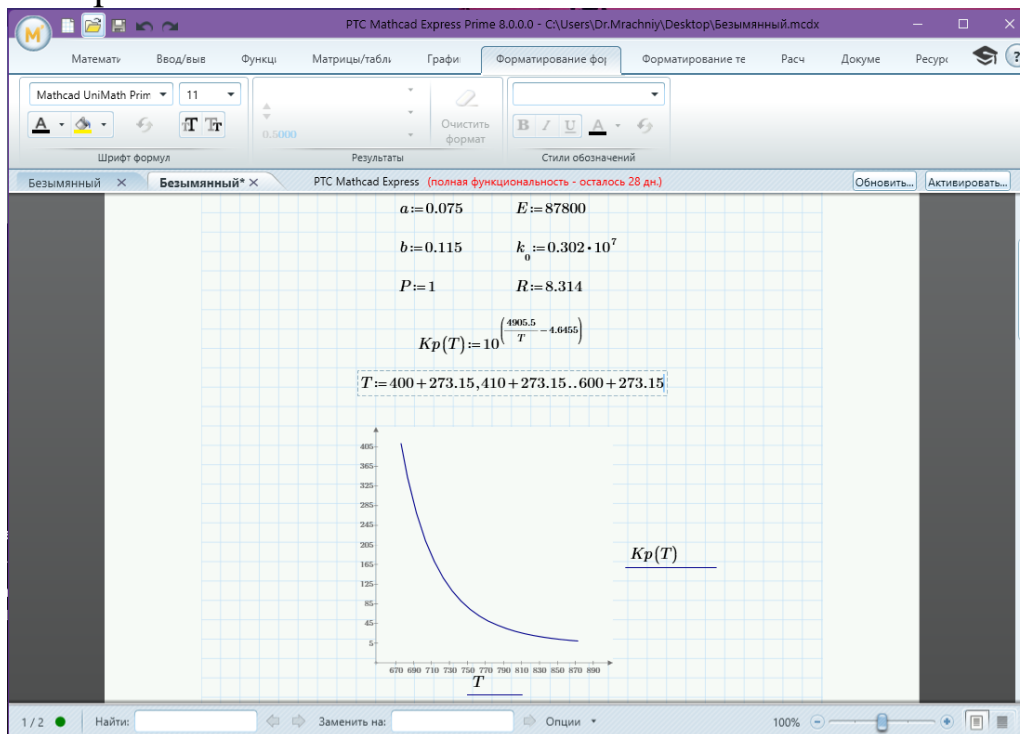 PTC Mathcad Express Prime 8.0.0.0 - C:\Users\Dr.Mrachniy\Desktop\Безымянный.mcdx
Математи Ввод/выв Функци Матрицы/табли Графи Форматирование фор Форматирование те Расч Докуме Ресурс
Mathcad UniMath Prim 11
0.5000
Очистить
формат
B I U A
Шрифт формул Результаты Стили обозначений
Безымянный Безымянный* PTC Mathcad Express (полная функциональность - осталось 28 дн.) Обновить... Активировать...
a:=0.075 E:=87800
b:=0.115 k₀:=0.302·10⁷
P:=1 R:=8.314
Kp(T):=10^(4905.5/T − 4.6455)
T:=400+273.15,410+273.15..600+273.15
405
365
325
285
245
205
165
125
85
45
5
Kp(T)
670 690 710 730 750 770 790 810 830 850 870 890
T
1 / 2 Найти: Заменить на: Опции 100%